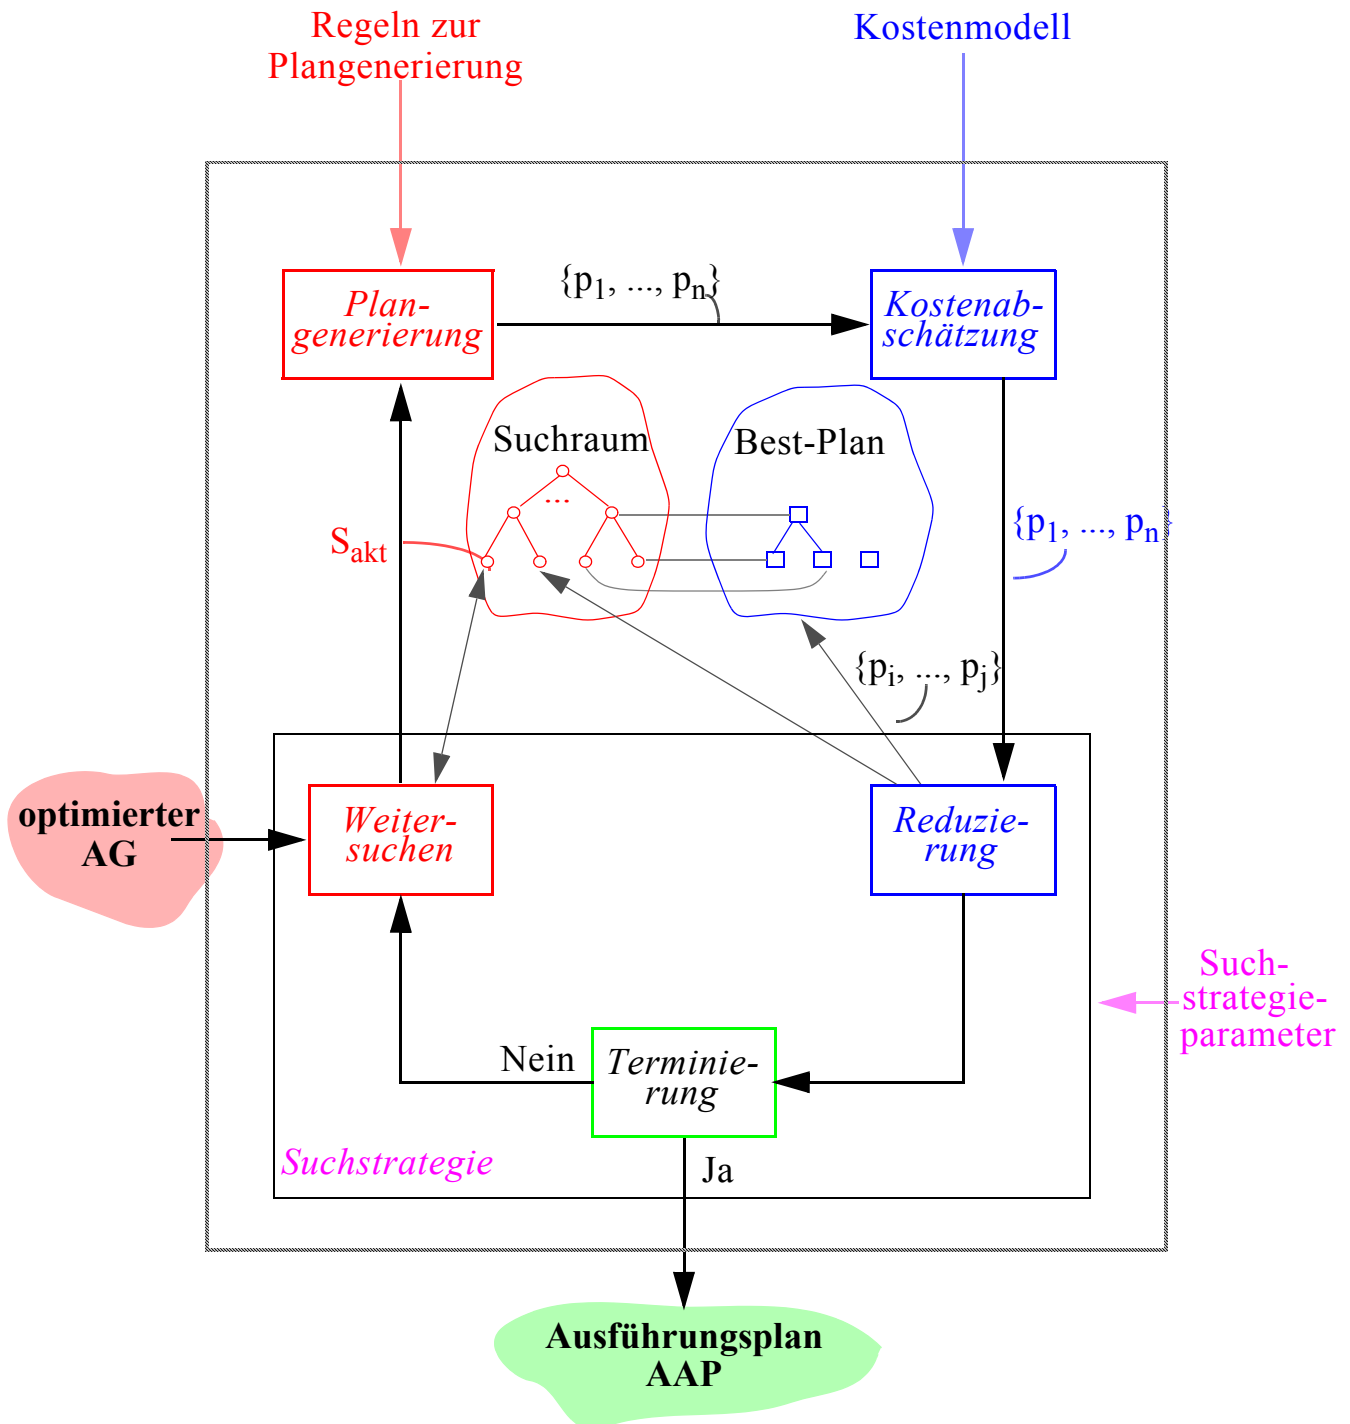 Regeln zur
Plangenerierung
Kostenmodell
Plan-
generierung
{p1, ..., pn}
Kostenab-
schätzung
Suchraum
...
Best-Plan
Sakt
{p1, ..., pn}
{pi, ..., pj}
optimierter
AG
Weiter-
suchen
Reduzie-
rung
Such-
strategie-
parameter
Nein
Terminie-
rung
Suchstrategie
Ja
Ausführungsplan
AAP